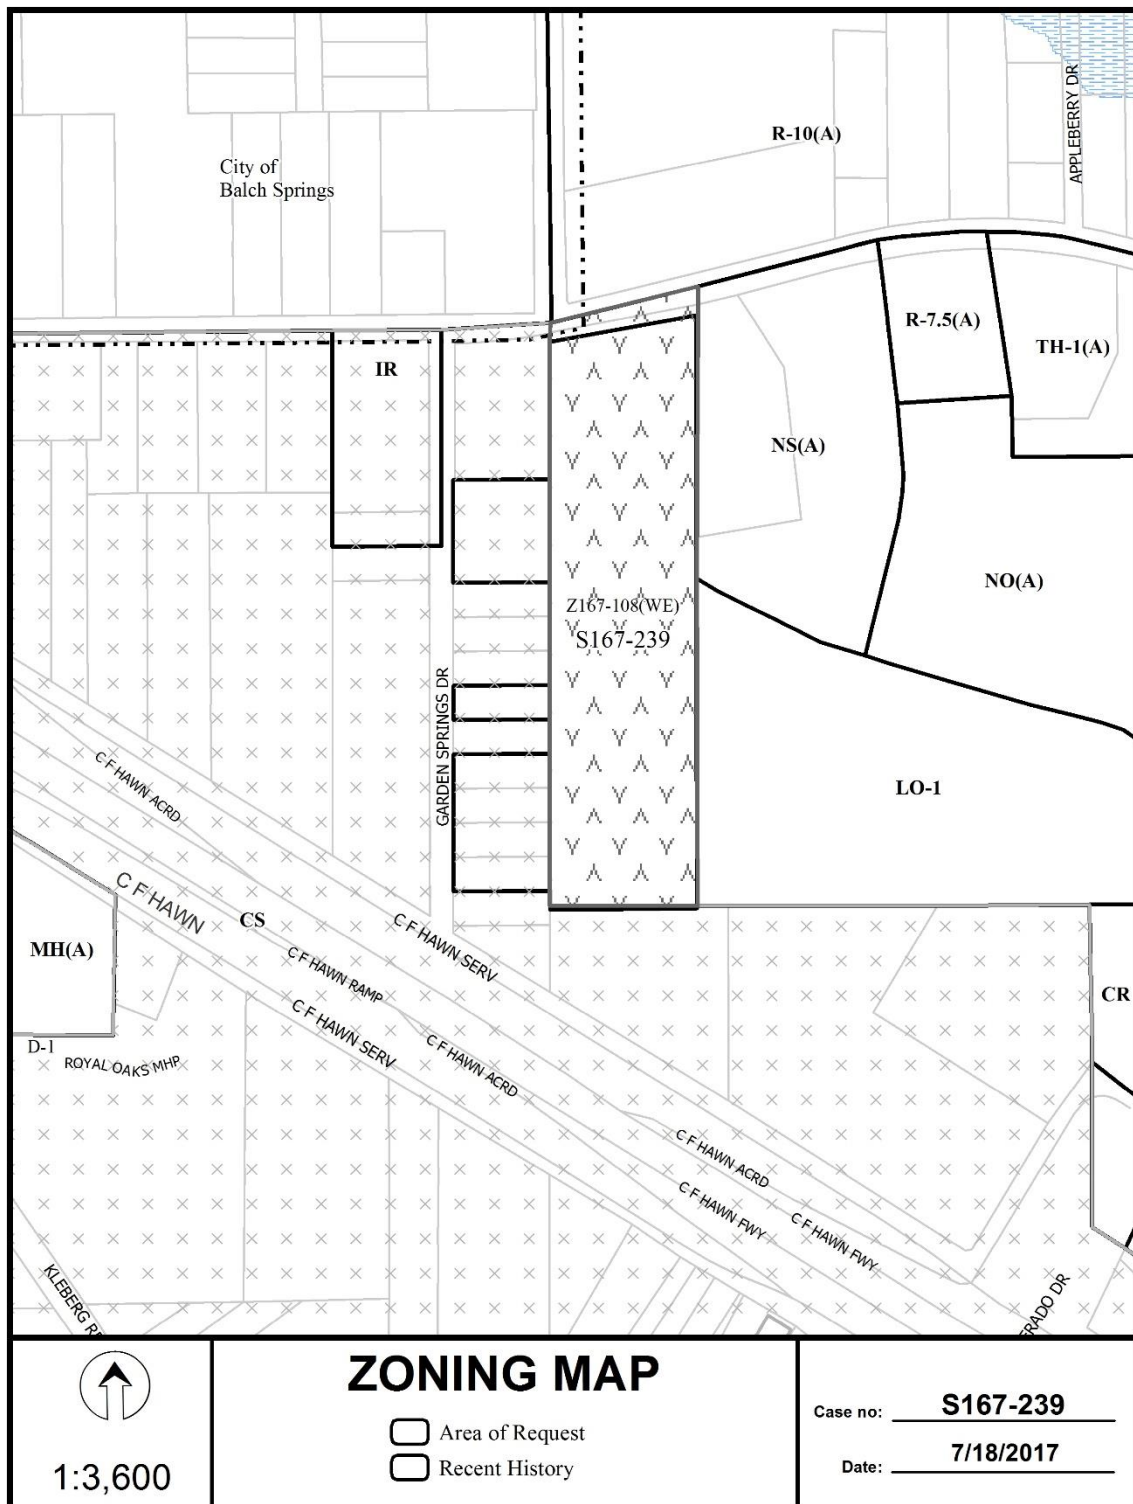 R-10(A)
APPLEBERRY DR
City of
Balch Springs
R-7.5(A)
TH-1(A)
IR
NS(A)
NO(A)
Z167-108(WE)
S167-239
GARDEN SPRINGS DR
C F HAWN ACRD
LO-1
C F HAWN
CS
C F HAWN SERV
MH(A)
C F HAWN RAMP
CR
C F HAWN SERV
D-1
ROYAL OAKS MHP
C F HAWN ACRD
C F HAWN ACRD
C F HAWN FWY
C F HAWN FWY
KLEBERG
ERADO DR
1:3,600
ZONING MAP
Area of Request
Recent History
Case no: S167-239
Date: 7/18/2017